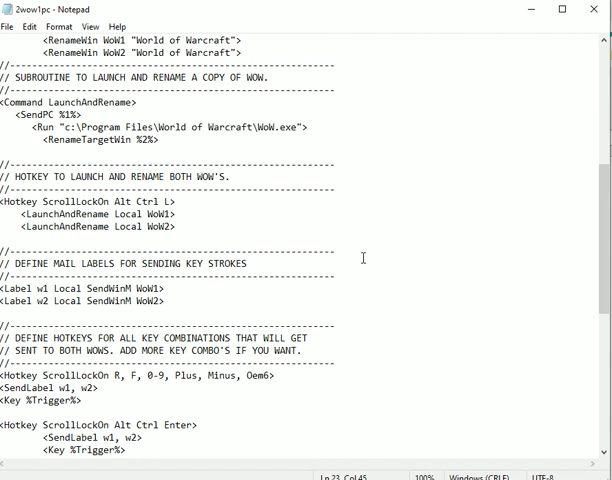 2wow1pc - Notepad
File Edit Format View Help
<RenameWin WoW1 "World of Warcraft">
<RenameWin WoW2 "World of Warcraft">
//-----------------------------------------------------------
// SUBROUTINE TO LAUNCH AND RENAME A COPY OF WOW.
//-----------------------------------------------------------
<Command LaunchAndRename>
<SendPC %1%>
<Run "c:\Program Files\World of Warcraft\WoW.exe">
<RenameTargetWin %2%>
//-----------------------------------------------------------
// HOTKEY TO LAUNCH AND RENAME BOTH WOW'S.
//-----------------------------------------------------------
<Hotkey ScrollLockOn Alt Ctrl L>
<LaunchAndRename Local WoW1>
<LaunchAndRename Local WoW2>
//-----------------------------------------------------------
// DEFINE MAIL LABELS FOR SENDING KEY STROKES
//-----------------------------------------------------------
<Label w1 Local SendWinM WoW1>
<Label w2 Local SendWinM WoW2>
//-----------------------------------------------------------
// DEFINE HOTKEYS FOR ALL KEY COMBINATIONS THAT WILL GET
// SENT TO BOTH WOWS. ADD MORE KEY COMBO'S IF YOU WANT.
//-----------------------------------------------------------
<Hotkey ScrollLockOn R, F, 0-9, Plus, Minus, Oem6>
<SendLabel w1, w2>
<Key %Trigger%>
<Hotkey ScrollLockOn Alt Ctrl Enter>
<SendLabel w1, w2>
<Key %Trigger%>
Ln 23, Col 45 100% Windows (CRLF) UTF-8